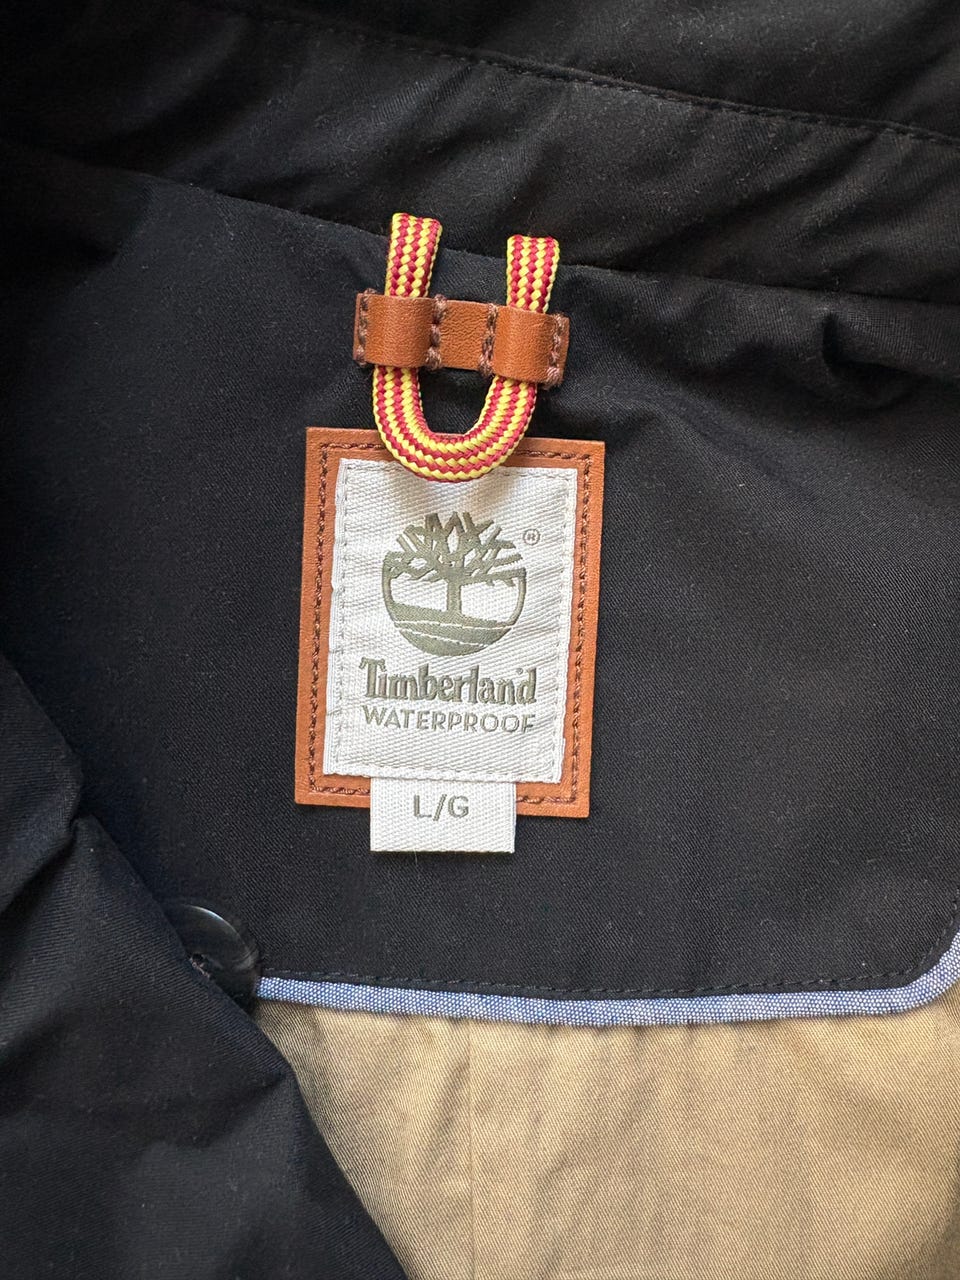 ®
Timberland
WATERPROOF
L/G